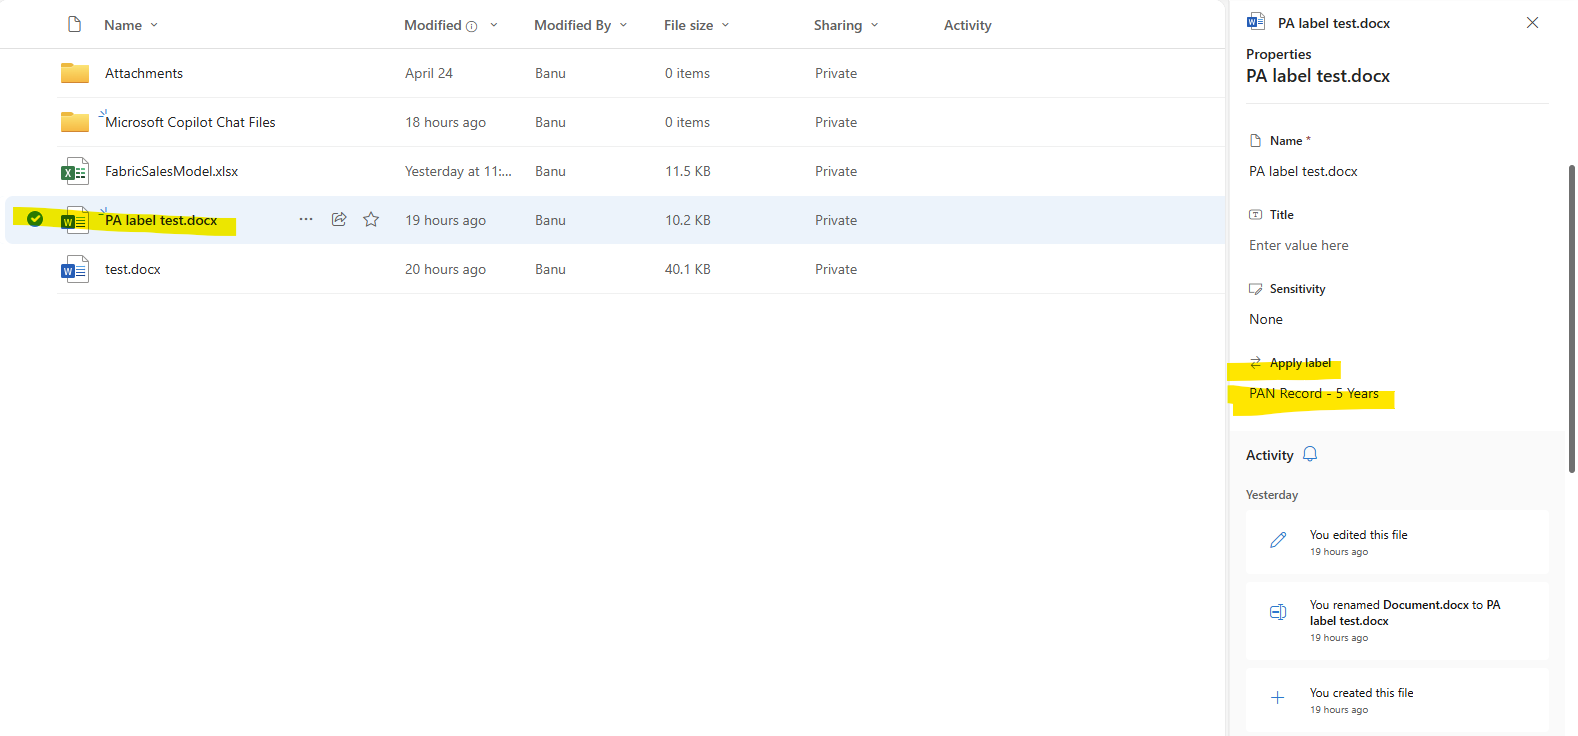 Name Modified Modified By File size Sharing Activity
Attachments April 24 Banu 0 items Private
Microsoft Copilot Chat Files 18 hours ago Banu 0 items Private
FabricSalesModel.xlsx Yesterday at 11:... Banu 11.5 KB Private
PA label test.docx 19 hours ago Banu 10.2 KB Private
test.docx 20 hours ago Banu 40.1 KB Private
PA label test.docx
Properties
PA label test.docx
Name *
PA label test.docx
Title
Enter value here
Sensitivity
None
Apply label
PAN Record - 5 Years
Activity
Yesterday
You edited this file
19 hours ago
You renamed Document.docx to PA
label test.docx
19 hours ago
You created this file
19 hours ago